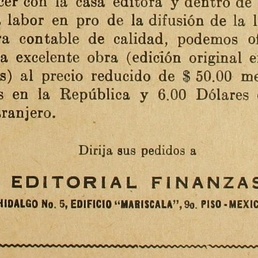 cer con la casa editora y dentro de
labor en pro de la difusión de la l
ra contable de calidad, podemos of
a excelente obra (edición original e
s) al precio reducido de $ 50.00 me
s en la República y 6.00 Dólares
tranjero.
Dirija sus pedidos a
EDITORIAL FINANZAS
HIDALGO No. 5, EDIFICIO "MARISCALA", 9o. PISO - MEXIC